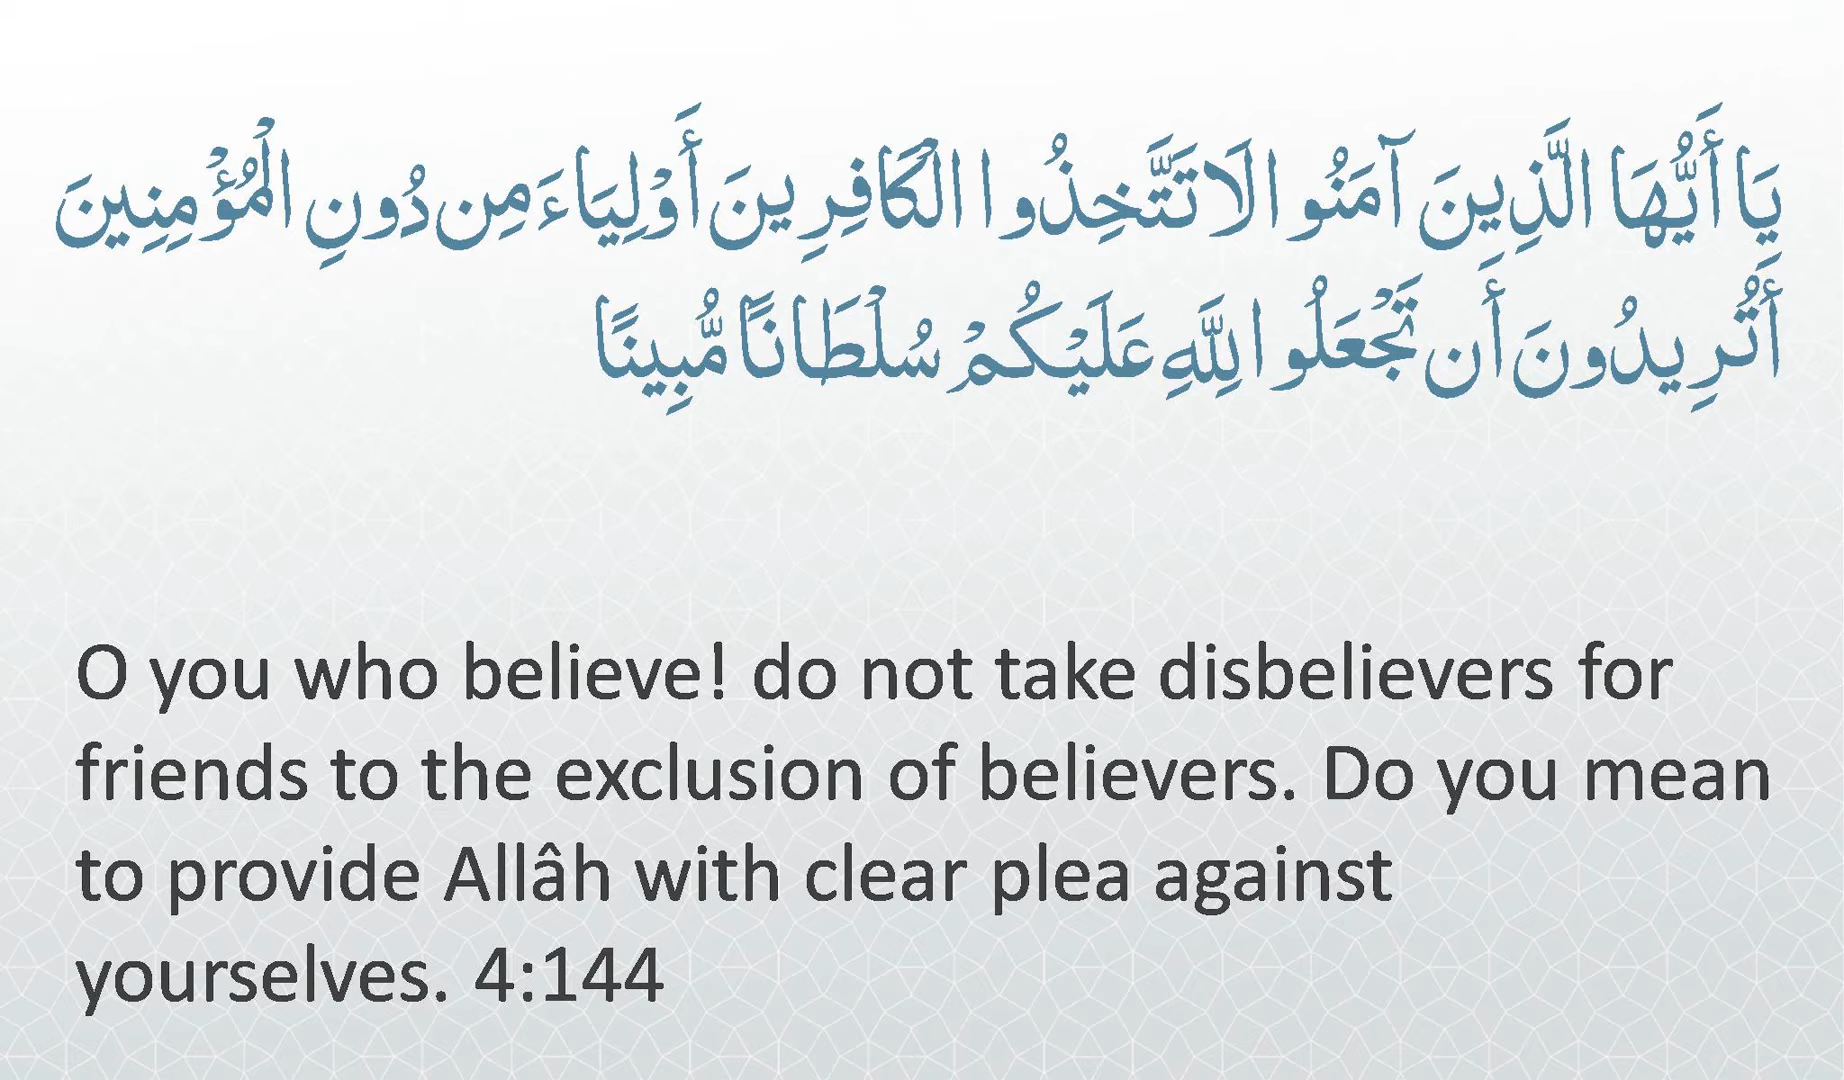 يَا أَيُّهَا الَّذِينَ آمَنُوا لَا تَتَّخِذُوا الْكَافِرِينَ أَوْلِيَاءَ مِن دُونِ الْمُؤْمِنِينَ
أَتُرِيدُونَ أَن تَجْعَلُوا لِلَّهِ عَلَيْكُمْ سُلْطَانًا مُّبِينًا
O you who believe! do not take disbelievers for
friends to the exclusion of believers. Do you mean
to provide Allâh with clear plea against
yourselves. 4:144